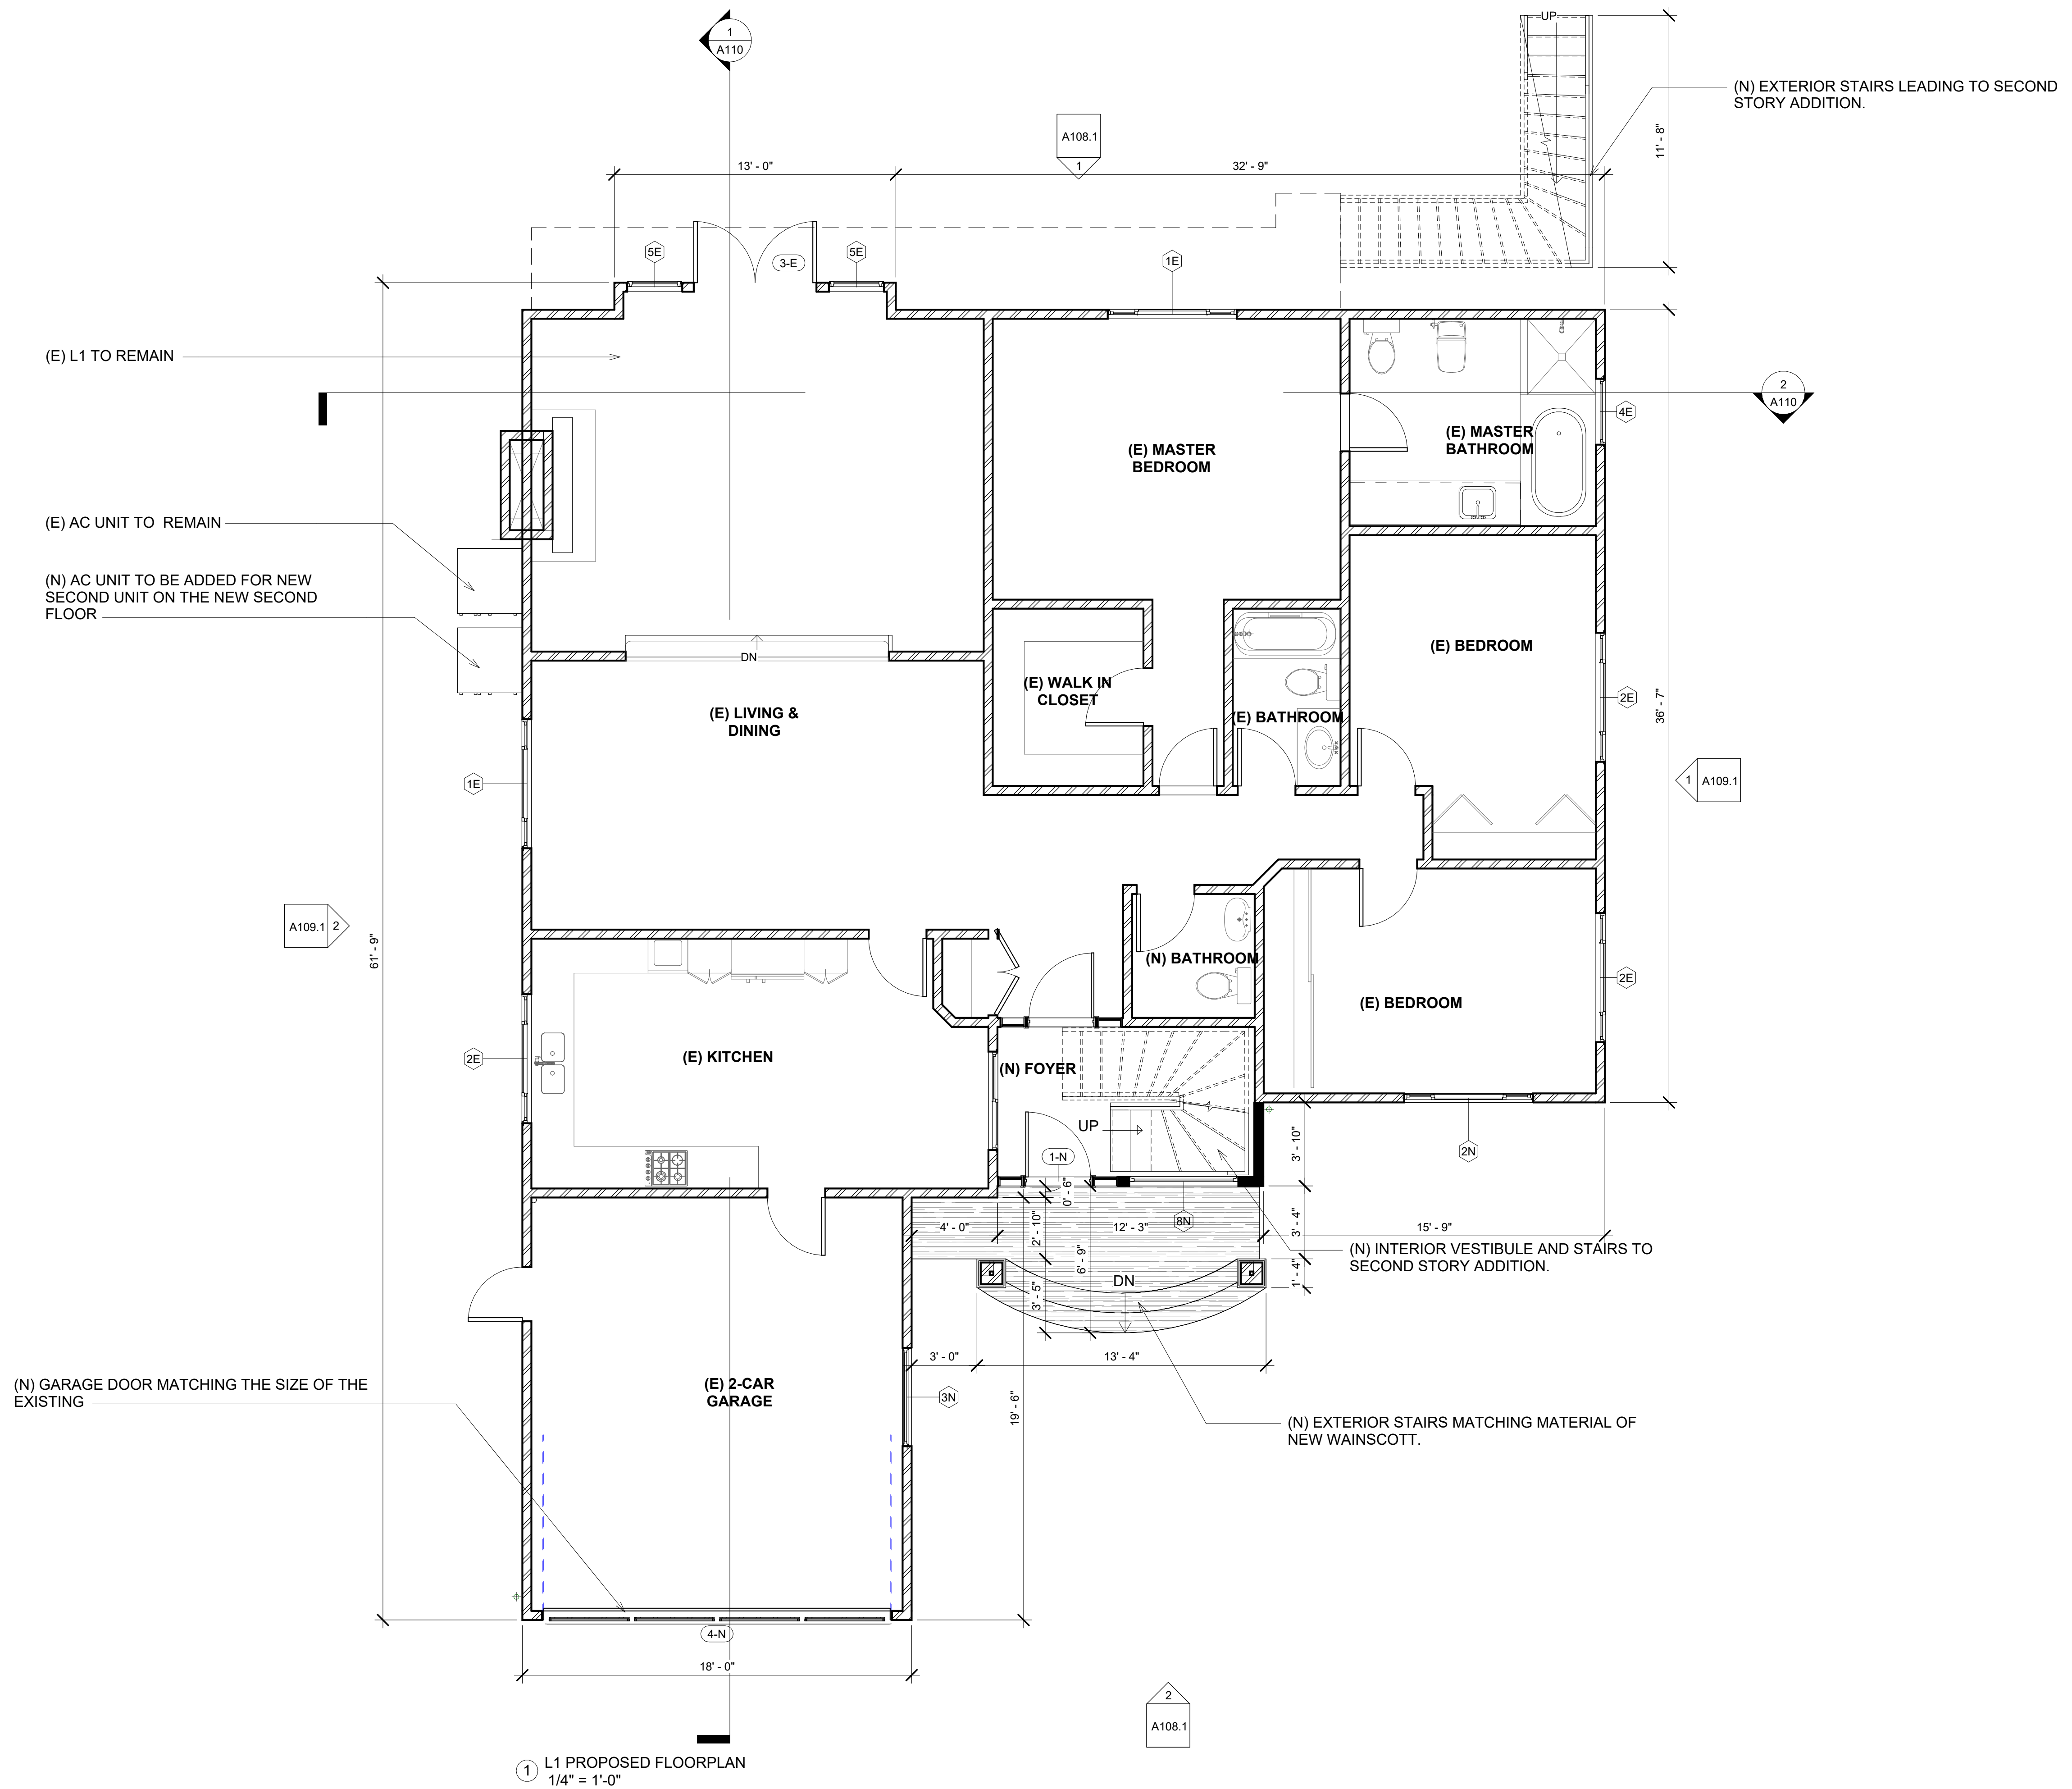 1
A110
UP
(N) EXTERIOR STAIRS LEADING TO SECOND
STORY ADDITION.
A108.1
1
11' - 8"
13' - 0"
32' - 9"
5E
3-E
5E
1E
(E) L1 TO REMAIN
2
A110
4E
(E) MASTER
BEDROOM
(E) MASTER
BATHROOM
(E) AC UNIT TO REMAIN
(N) AC UNIT TO BE ADDED FOR NEW
SECOND UNIT ON THE NEW SECOND
FLOOR
DN
(E) BEDROOM
(E) WALK IN
CLOSET
(E) BATHROOM
2E
36' - 7"
(E) LIVING &
DINING
1E
1
A109.1
A109.1
2
61' - 9"
(N) BATHROOM
2E
(E) BEDROOM
2E
(E) KITCHEN
(N) FOYER
UP
1-N
2N
3' - 10"
0' - 6"
8N
4' - 0"
2' - 10"
12' - 3"
3' - 4"
15' - 9"
(N) INTERIOR VESTIBULE AND STAIRS TO
SECOND STORY ADDITION.
6' - 9"
1' - 4"
DN
3' - 5"
3' - 0"
13' - 4"
(N) GARAGE DOOR MATCHING THE SIZE OF THE
EXISTING
(E) 2-CAR
GARAGE
3N
19' - 6"
(N) EXTERIOR STAIRS MATCHING MATERIAL OF
NEW WAINSCOTT.
4-N
18' - 0"
2
A108.1
1
L1 PROPOSED FLOORPLAN
1/4" = 1'-0"